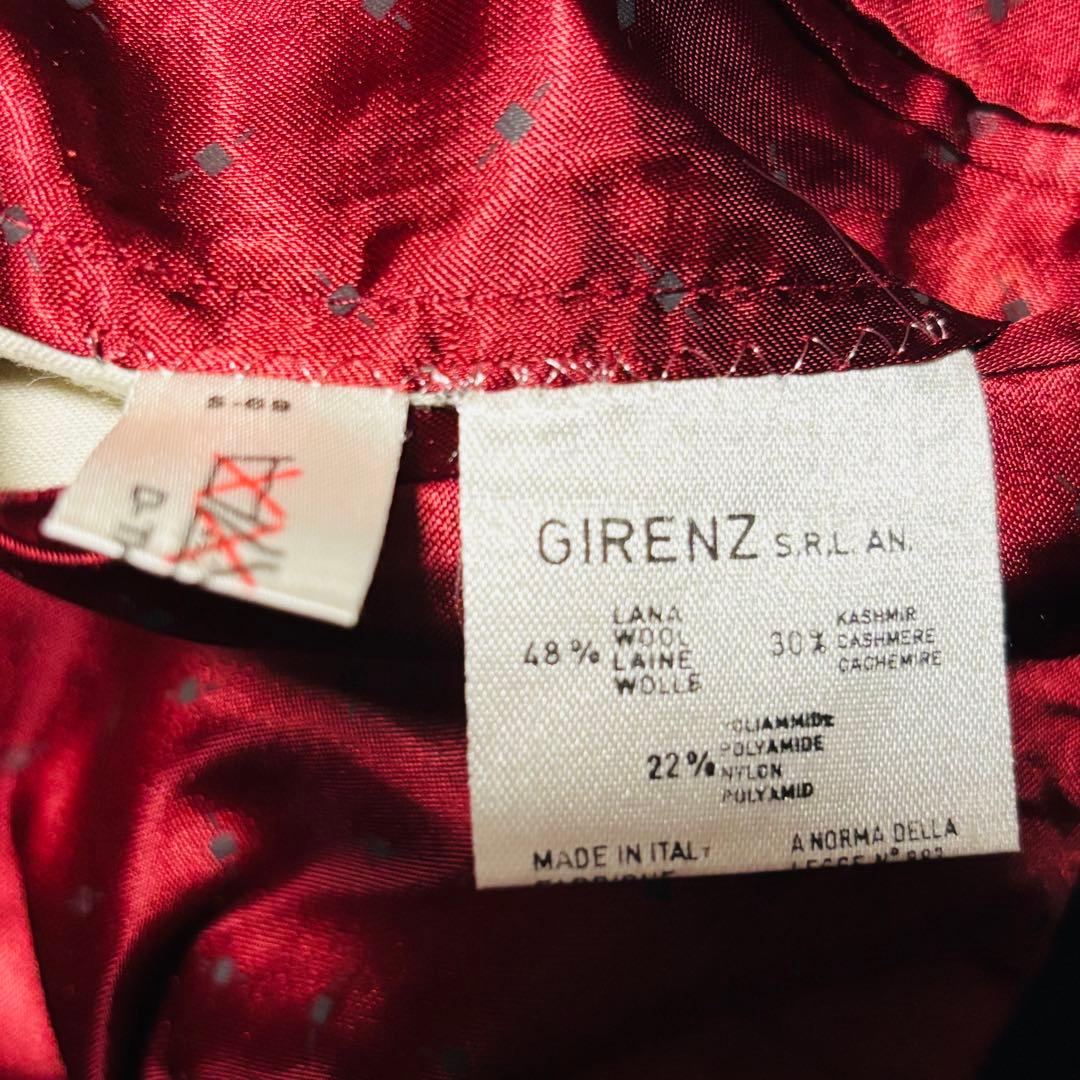 S-69
GIRENZ S.R.L. AN.
48% LANA
WOOL
LAINE
WOLLE
30% KASHMIR
CASHMERE
CACHEMIRE
22% POLIAMMIDE
POLYAMIDE
NYLON
POLYAMID
MADE IN ITALY
A NORMA DELLA
LEGGE N°